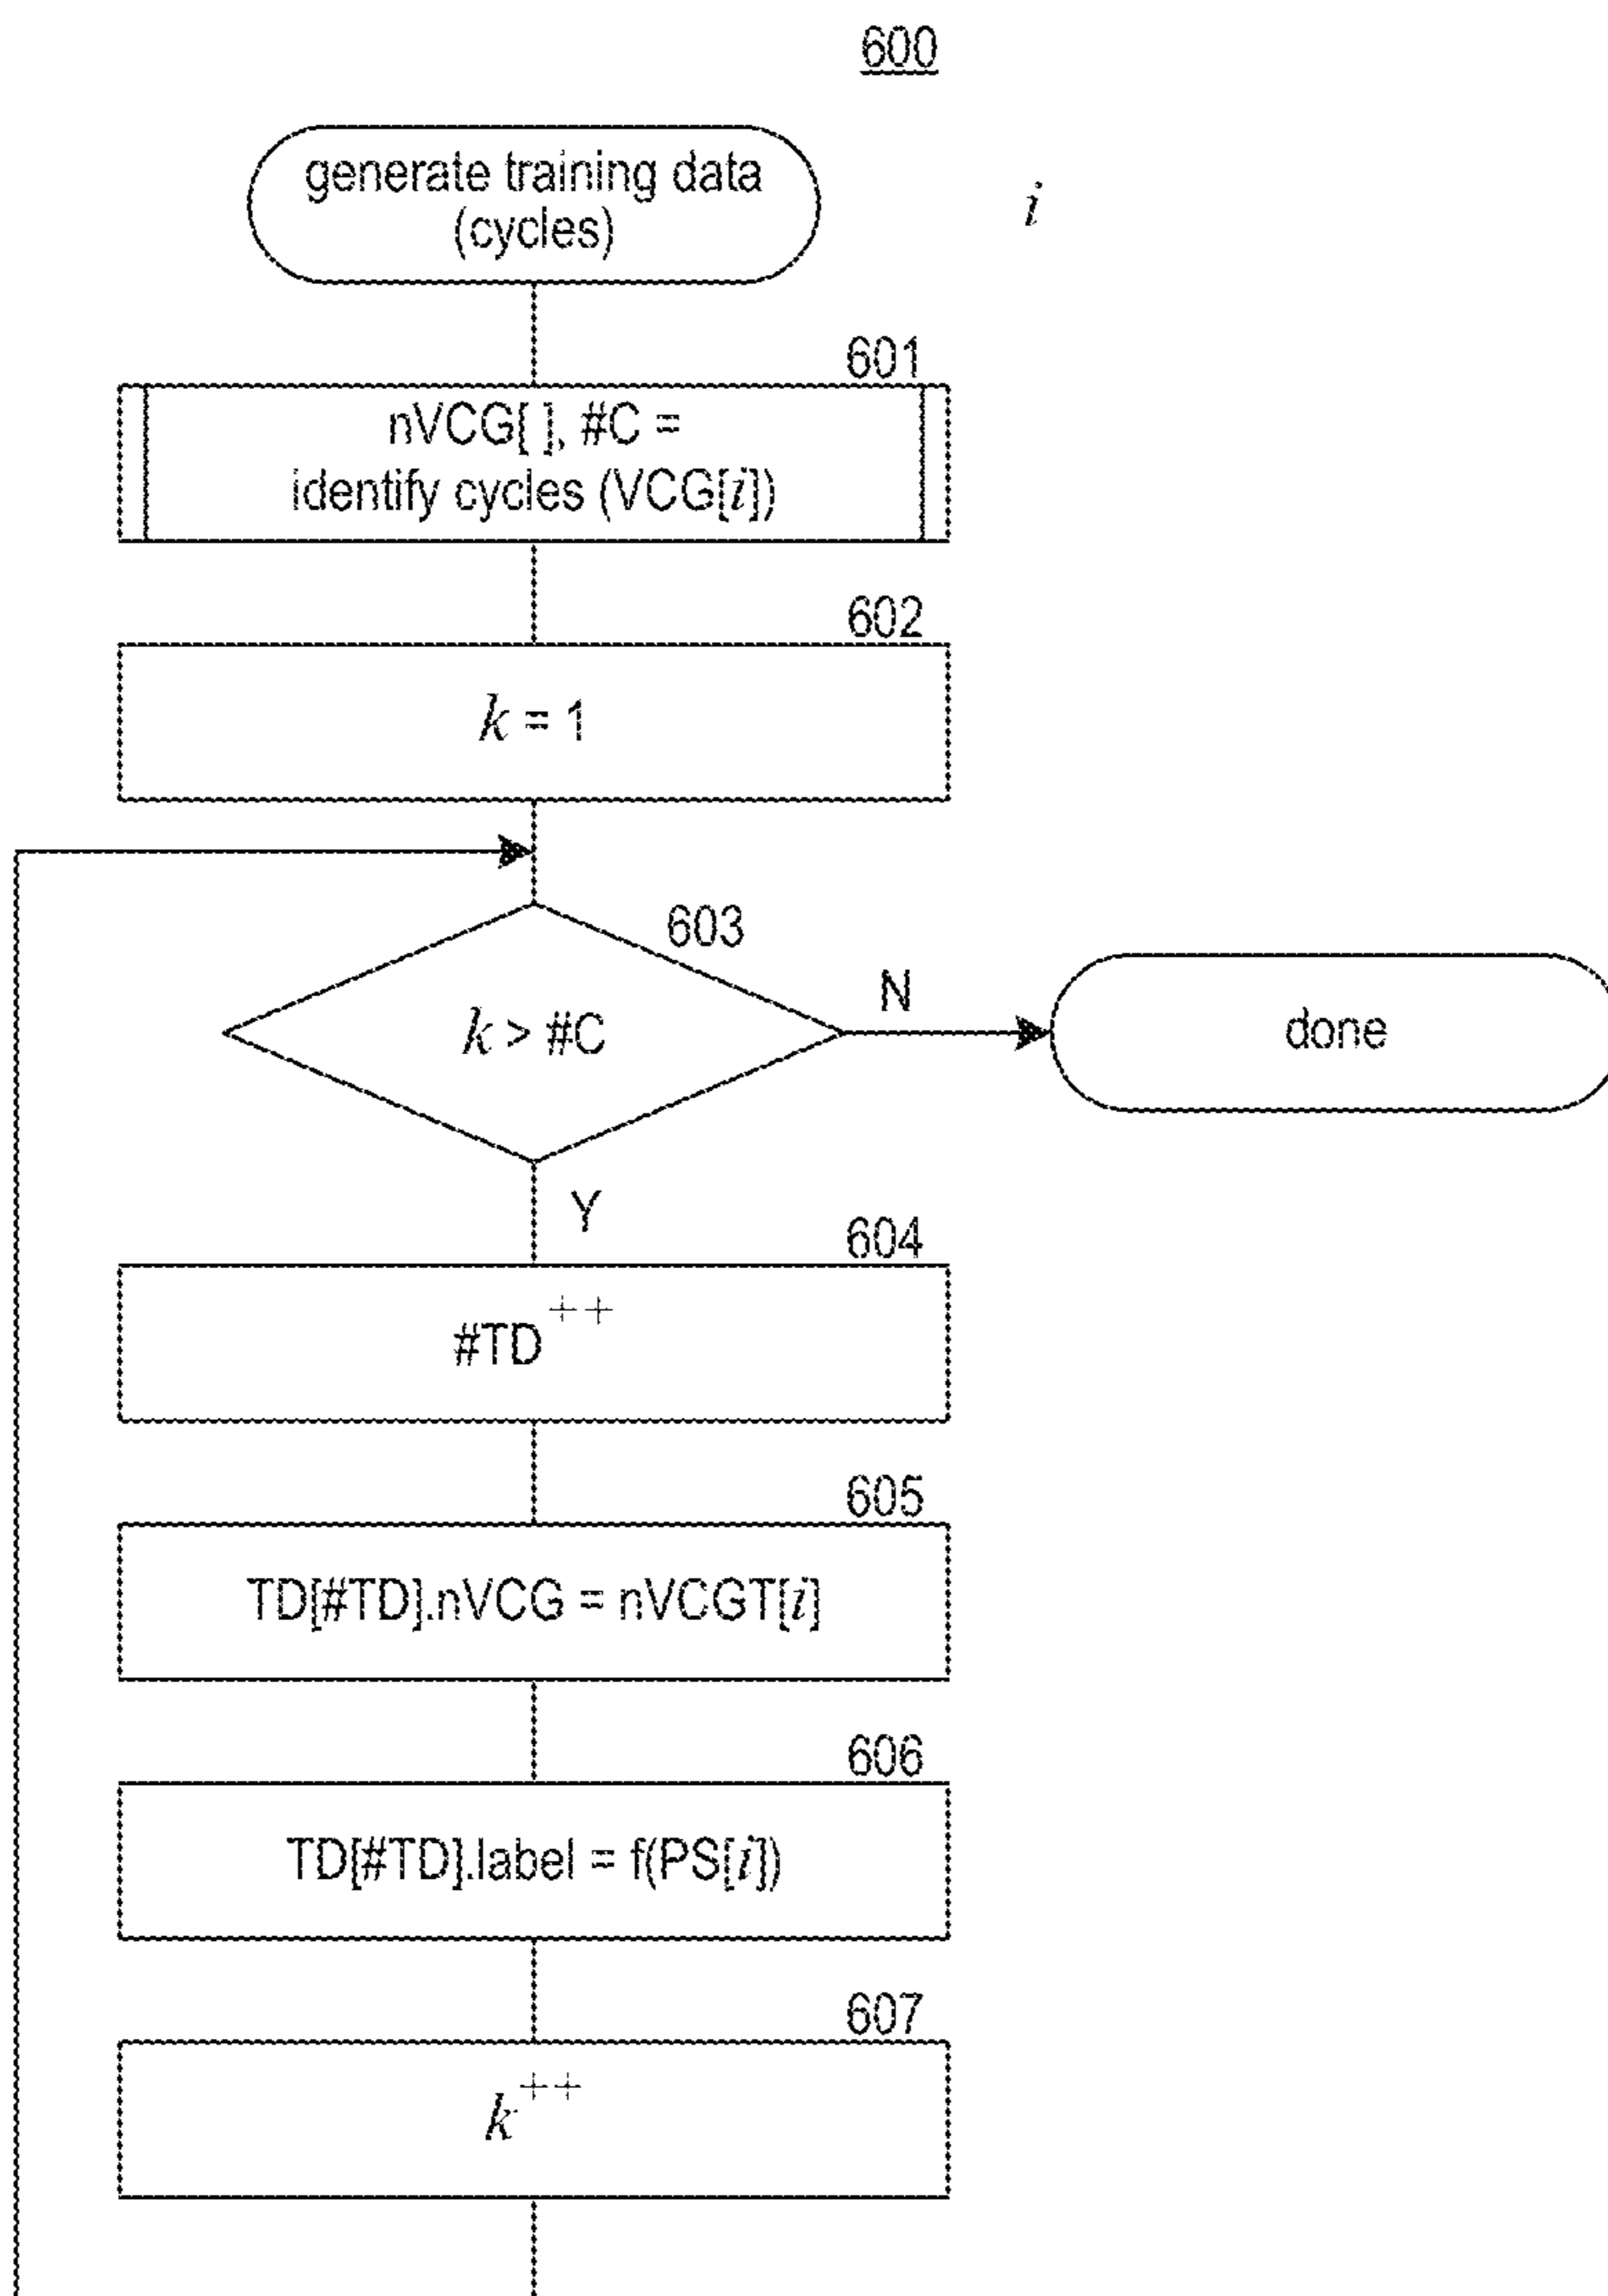 600
generate training data
(cycles)
i
601
nVCG[ ], #C =
identify cycles (VCG[i])
602
k = 1
603
k > #C
N
done
Y
604
#TD++
605
TD[#TD].nVCG = nVCGT[i]
606
TD[#TD].label = f(PS[i])
607
k++